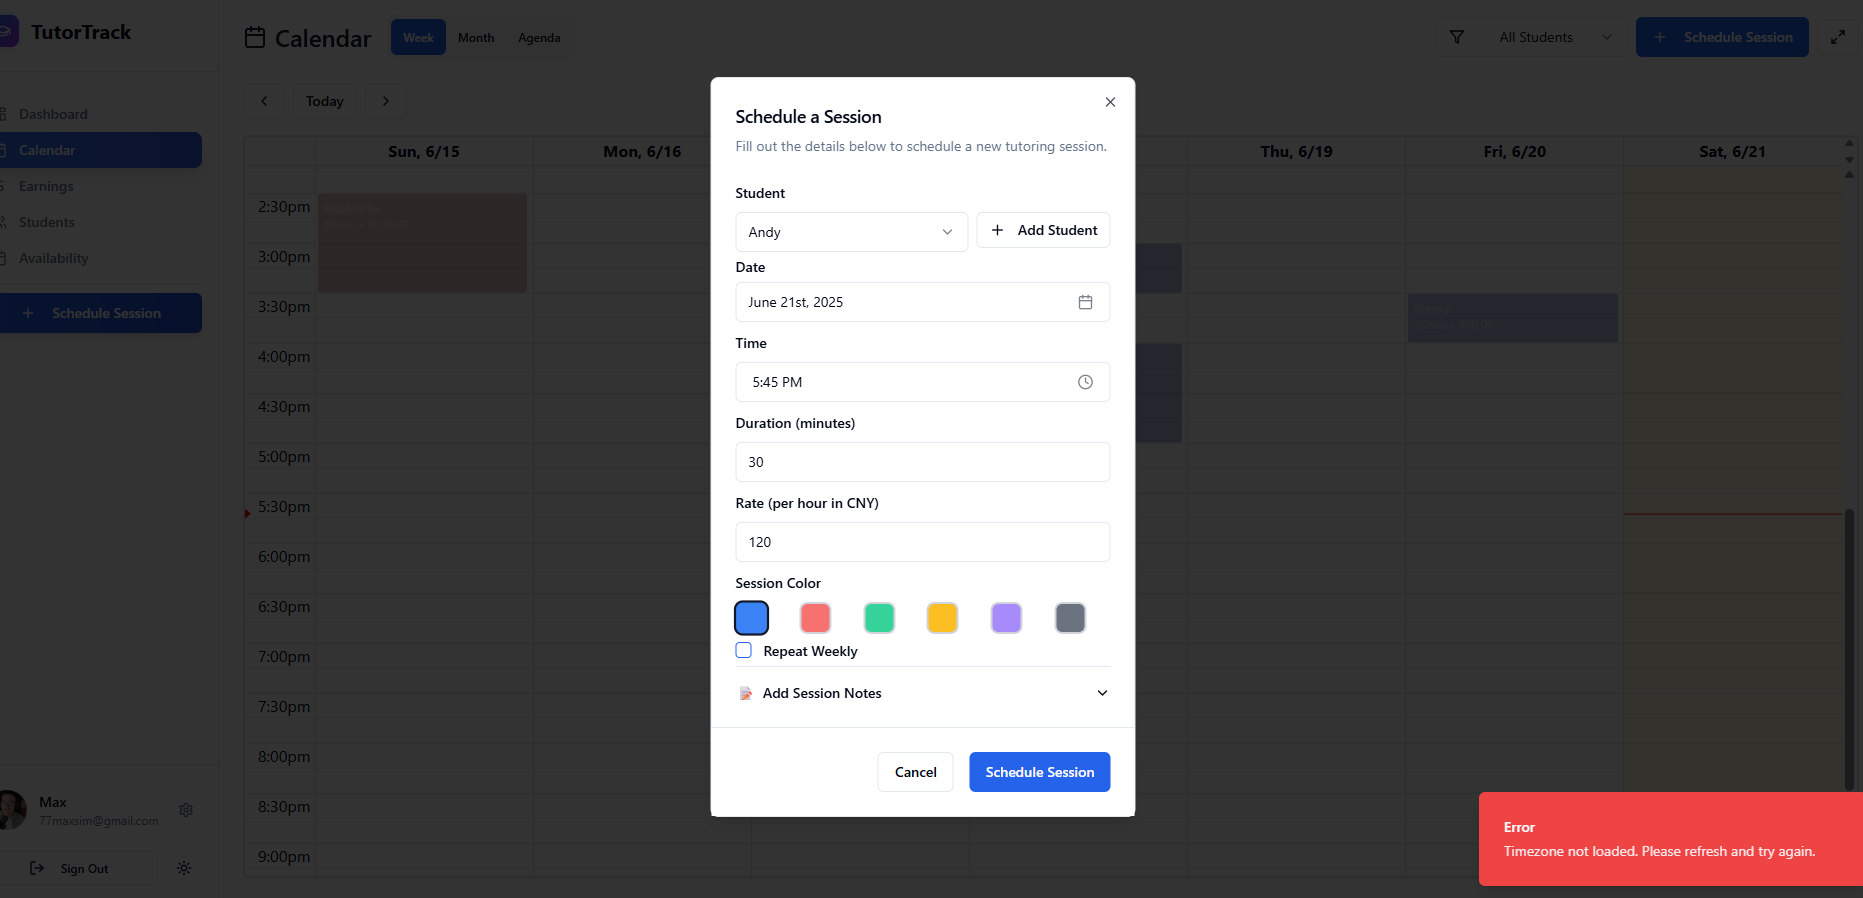 TutorTrack
Dashboard
Calendar
Earnings
Students
Availability
Schedule Session
Max
77maxsim@gmail.com
Sign Out
Calendar
Week Month Agenda
All Students
Schedule Session
Today
Sun, 6/15
Mon, 6/16
Thu, 6/19
Fri, 6/20
Sat, 6/21
2:30pm
3:00pm
3:30pm
4:00pm
4:30pm
5:00pm
5:30pm
6:00pm
6:30pm
7:00pm
7:30pm
8:00pm
8:30pm
9:00pm
Sherry
Schedule a Session
Fill out the details below to schedule a new tutoring session.
Student
Andy
Add Student
Date
June 21st, 2025
Time
5:45 PM
Duration (minutes)
30
Rate (per hour in CNY)
120
Session Color
Repeat Weekly
Add Session Notes
Cancel
Schedule Session
Error
Timezone not loaded. Please refresh and try again.